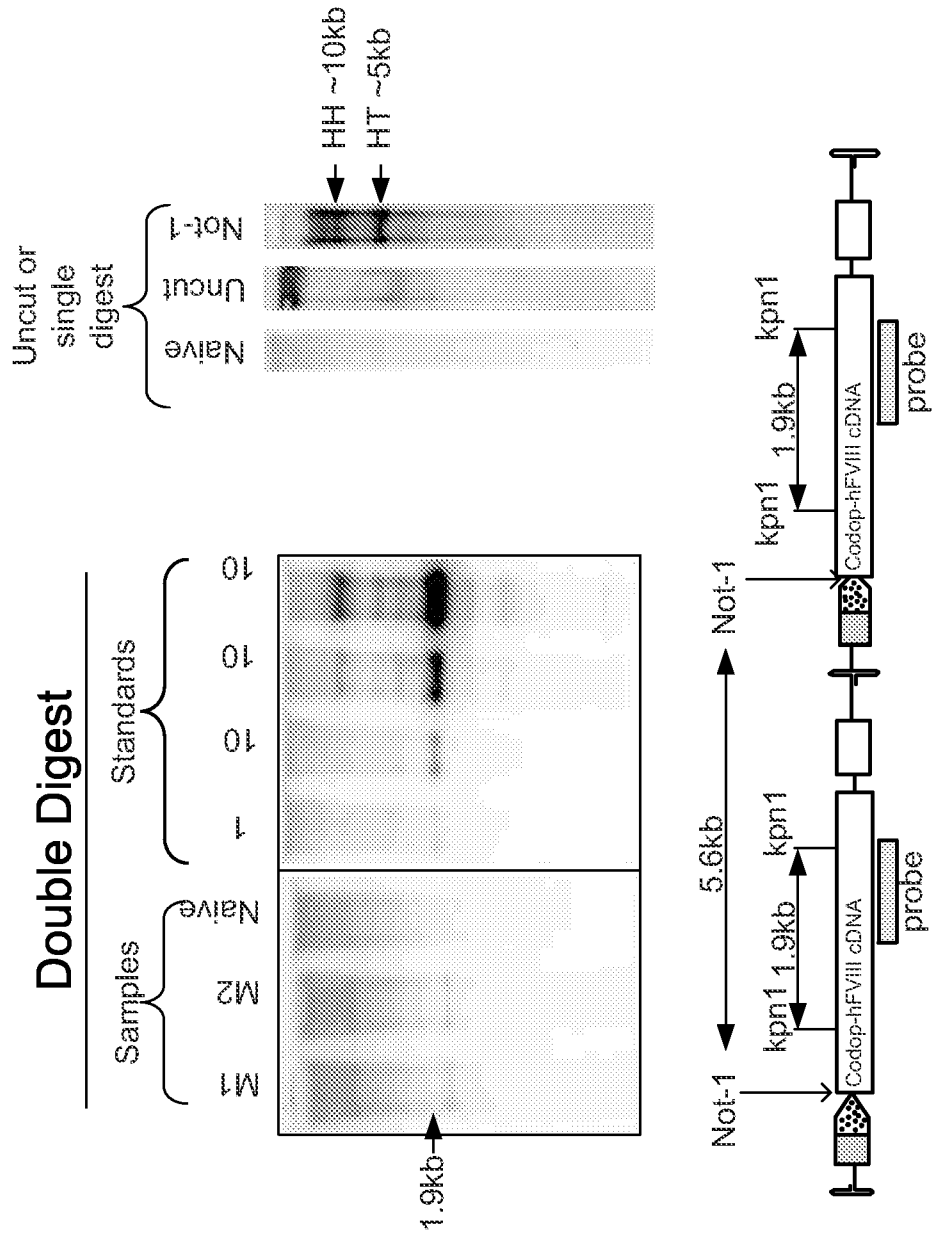 Double Digest
Samples
Standards
M1
M2
Naive
1
10
10
10
1.9kb
Uncut or
single
digest
Naive
Uncut
Not-1
HH ~10kb
HT ~5kb
Not-1
5.6kb
Not-1
kpn1
kpn1
1.9kb
Codop-hFVIII cDNA
probe
kpn1
kpn1
1.9kb
Codop-hFVIII cDNA
probe